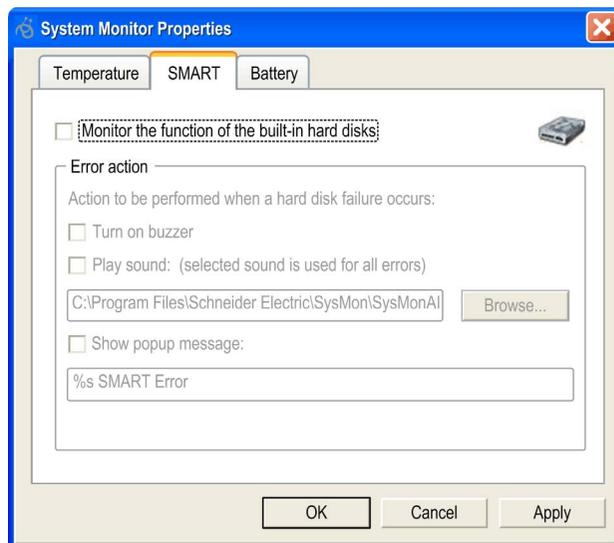 System Monitor Properties
Temperature
SMART
Battery
Monitor the function of the built-in hard disks
Error action
Action to be performed when a hard disk failure occurs:
Turn on buzzer
Play sound: (selected sound is used for all errors)
C:\Program Files\Schneider Electric\SysMon\SysMonAl
Browse...
Show popup message:
%s SMART Error
OK
Cancel
Apply